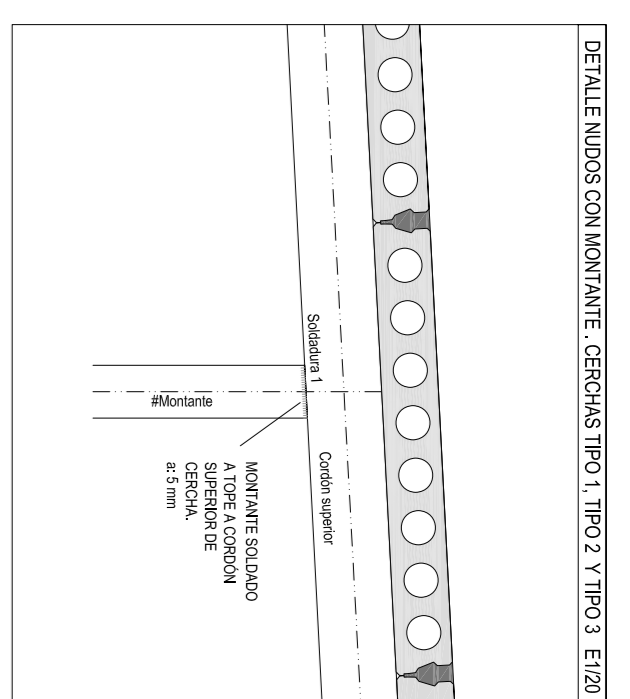 DETALLE NUDOS CON MONTANTE . CERCHAS TIPO 1, TIPO 2 Y TIPO 3 E1/20
Soldadura 1
Cordón superior
#Montante
MONTANTE SOLDADO
A TOPE A CORDÓN
SUPERIOR DE
CERCHA.
a: 5 mm